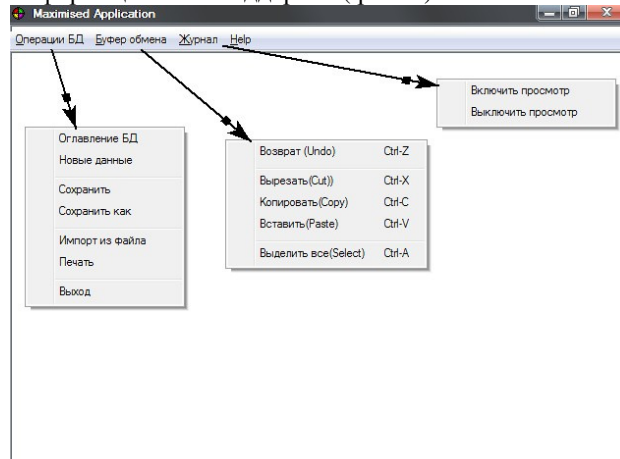 Maximised Application
Операции БД Буфер обмена Журнал Help
Включить просмотр
Выключить просмотр
Оглавление БД
Новые данные
Сохранить
Сохранить как
Импорт из файла
Печать
Выход
Возврат (Undo) Ctrl-Z
Вырезать(Cut)) Ctrl-X
Копировать(Copy) Ctrl-C
Вставить(Paste) Ctrl-V
Выделить все(Select) Ctrl-A